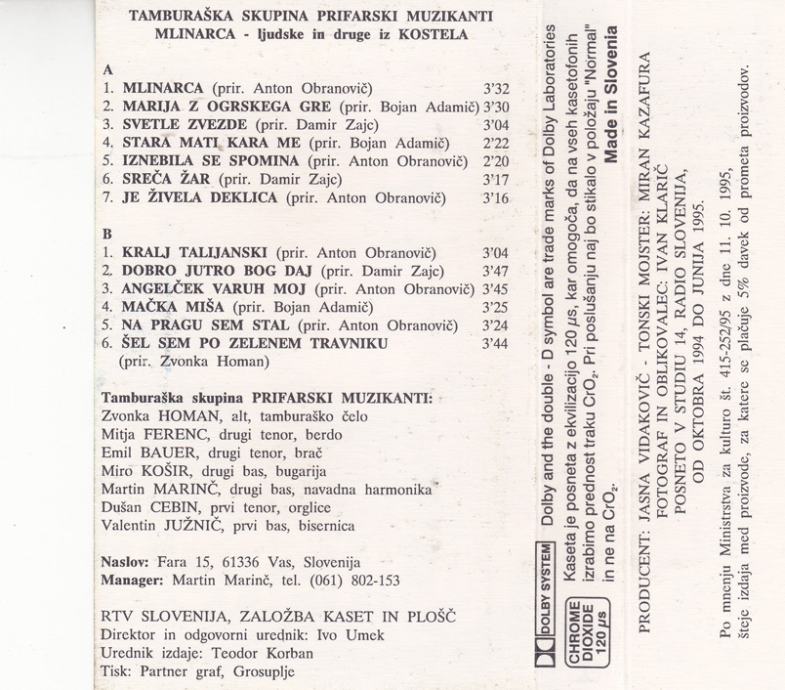 TAMBURAŠKA SKUPINA PRIFARSKI MUZIKANTI
MLINARCA - ljudske in druge iz KOSTELA
A
1. MLINARCA (prir. Anton Obranovič) 3'32
2. MARIJA Z OGRSKEGA GRE (prir. Bojan Adamič) 3'30
3. SVETLE ZVEZDE (prir. Damir Zajc) 3'04
4. STARA MATI KARA ME (prir. Bojan Adamič) 2'22
5. IZNEBILA SE SPOMINA (prir. Anton Obranovič) 2'20
6. SREČA ŽAR (prir. Damir Zajc) 3'17
7. JE ŽIVELA DEKLICA (prir. Anton Obranovič) 3'16
B
1. KRALJ TALIJANSKI (prir. Anton Obranovič) 3'04
2. DOBRO JUTRO BOG DAJ (prir. Damir Zajc) 3'47
3. ANGELČEK VARUH MOJ (prir. Anton Obranovič) 3'45
4. MAČKA MIŠA (prir. Bojan Adamič) 3'25
5. NA PRAGU SEM STAL (prir. Anton Obranovič) 3'24
6. ŠEL SEM PO ZELENEM TRAVNIKU 3'44
(prir. Zvonka Homan)
Tamburaška skupina PRIFARSKI MUZIKANTI:
Zvonka HOMAN, alt, tamburaško čelo
Mitja FERENC, drugi tenor, berdo
Emil BAUER, drugi tenor, brač
Miro KOŠIR, drugi bas, bugarija
Martin MARINČ, drugi bas, navadna harmonika
Dušan CEBIN, prvi tenor, orglice
Valentin JUŽNIČ, prvi bas, bisernica
Naslov: Fara 15, 61336 Vas, Slovenija
Manager: Martin Marinč, tel. (061) 802-153
RTV SLOVENIJA, ZALOŽBA KASET IN PLOŠČ
Direktor in odgovorni urednik: Ivo Umek
Urednik izdaje: Teodor Korban
Tisk: Partner graf, Grosuplje
DOLBY SYSTEM
Dolby and the double - D symbol are trade marks of Dolby Laboratories
CHROME
DIOXIDE
120 µs
Kaseta je posneta z ekvilizacijo 120 µs, kar omogoča, da na vseh kasetofonih
izrabimo prednost traku CrO₂. Pri poslušanju naj bo stikalo v položaju "Normal"
in ne na CrO₂.
Made in Slovenia
PRODUCENT: JASNA VIDAKOVIČ - TONSKI MOJSTER: MIRAN KAZAFURA
FOTOGRAF IN OBLIKOVALEC: IVAN KLARIČ
POSNETO V STUDIU 14, RADIO SLOVENIJA,
OD OKTOBRA 1994 DO JUNIJA 1995.
Po mnenju Ministrstva za kulturo št. 415-252/95 z dne 11. 10. 1995,
šteje izdaja med proizvode, za katere se plačuje 5% davek od prometa proizvodov.